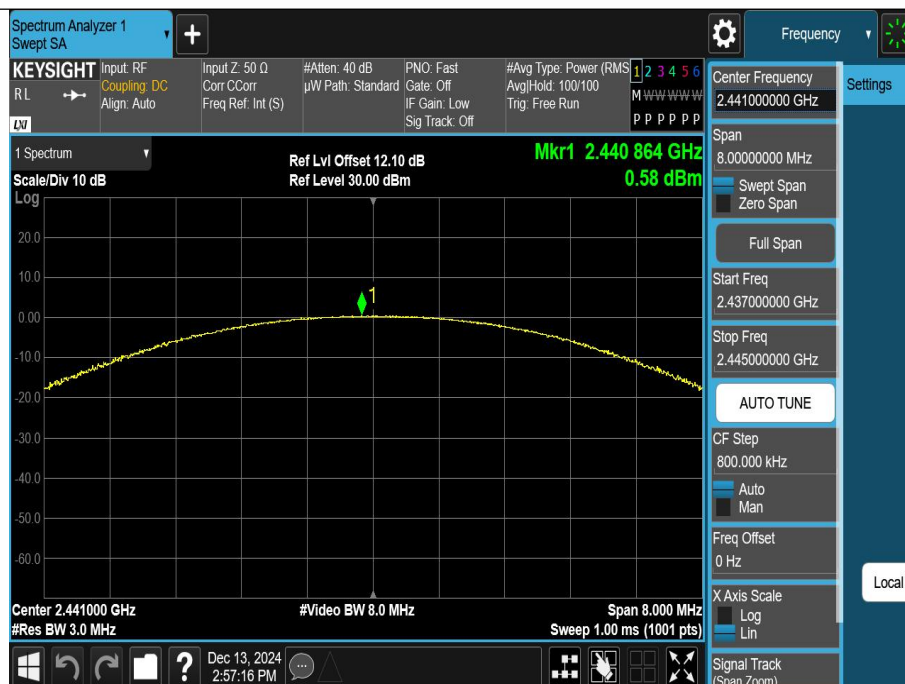 Spectrum Analyzer 1
Swept SA
+
Frequency
KEYSIGHT
RL
LXI
Input: RF
Coupling: DC
Align: Auto
Input Z: 50 Ω
Corr CCorr
Freq Ref: Int (S)
#Atten: 40 dB
µW Path: Standard
PNO: Fast
Gate: Off
IF Gain: Low
Sig Track: Off
#Avg Type: Power (RMS
Avg|Hold: 100/100
Trig: Free Run
1 2 3 4 5 6
M W W W W W
P P P P P P
1 Spectrum
Scale/Div 10 dB
Log
Ref Lvl Offset 12.10 dB
Ref Level 30.00 dBm
Mkr1 2.440 864 GHz
0.58 dBm
20.0
10.0
0.00
-10.0
-20.0
-30.0
-40.0
-50.0
-60.0
1
Center 2.441000 GHz
#Res BW 3.0 MHz
#Video BW 8.0 MHz
Span 8.000 MHz
Sweep 1.00 ms (1001 pts)
?
Dec 13, 2024
2:57:16 PM
Center Frequency
2.441000000 GHz
Settings
Span
8.00000000 MHz
Swept Span
Zero Span
Full Span
Start Freq
2.437000000 GHz
Stop Freq
2.445000000 GHz
AUTO TUNE
CF Step
800.000 kHz
Auto
Man
Freq Offset
0 Hz
Local
X Axis Scale
Log
Lin
Signal Track
(Span Zoom)